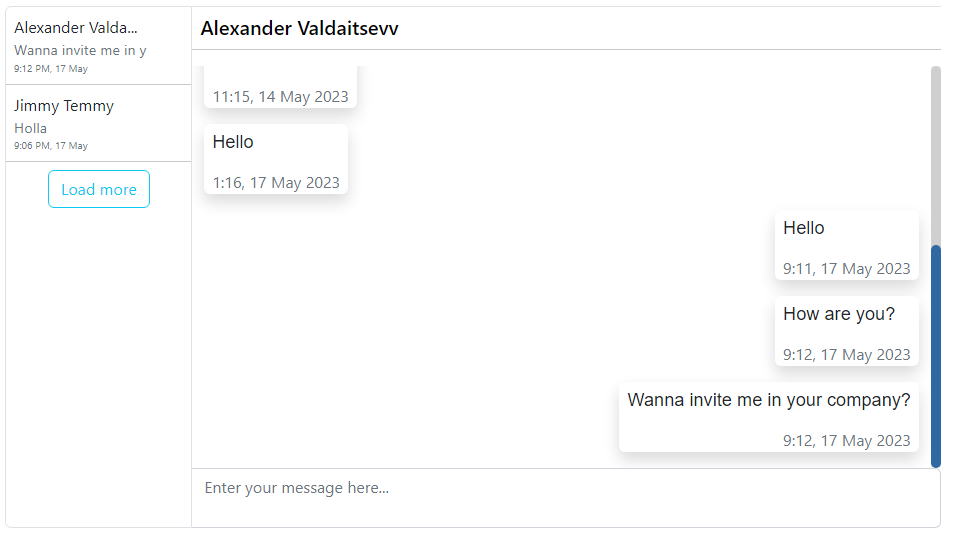 Alexander Valda...
Wanna invite me in y
9:12 PM, 17 May
Jimmy Temmy
Holla
9:06 PM, 17 May
Load more
Alexander Valdaitsevv
11:15, 14 May 2023
Hello
1:16, 17 May 2023
Hello
9:11, 17 May 2023
How are you?
9:12, 17 May 2023
Wanna invite me in your company?
9:12, 17 May 2023
Enter your message here...